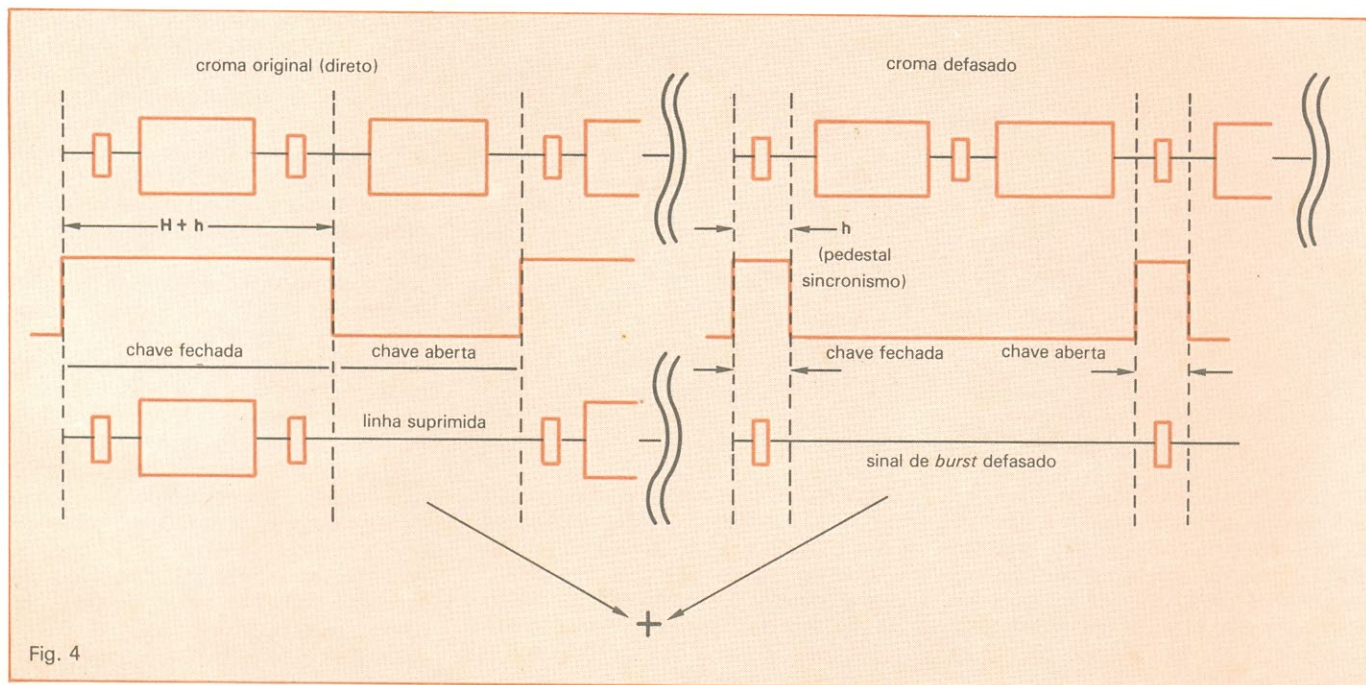 croma original (direto)
croma defasado
H + h
h
(pedestal
sincronismo)
chave fechada
chave aberta
chave fechada
chave aberta
linha suprimida
sinal de burst defasado
+
Fig. 4